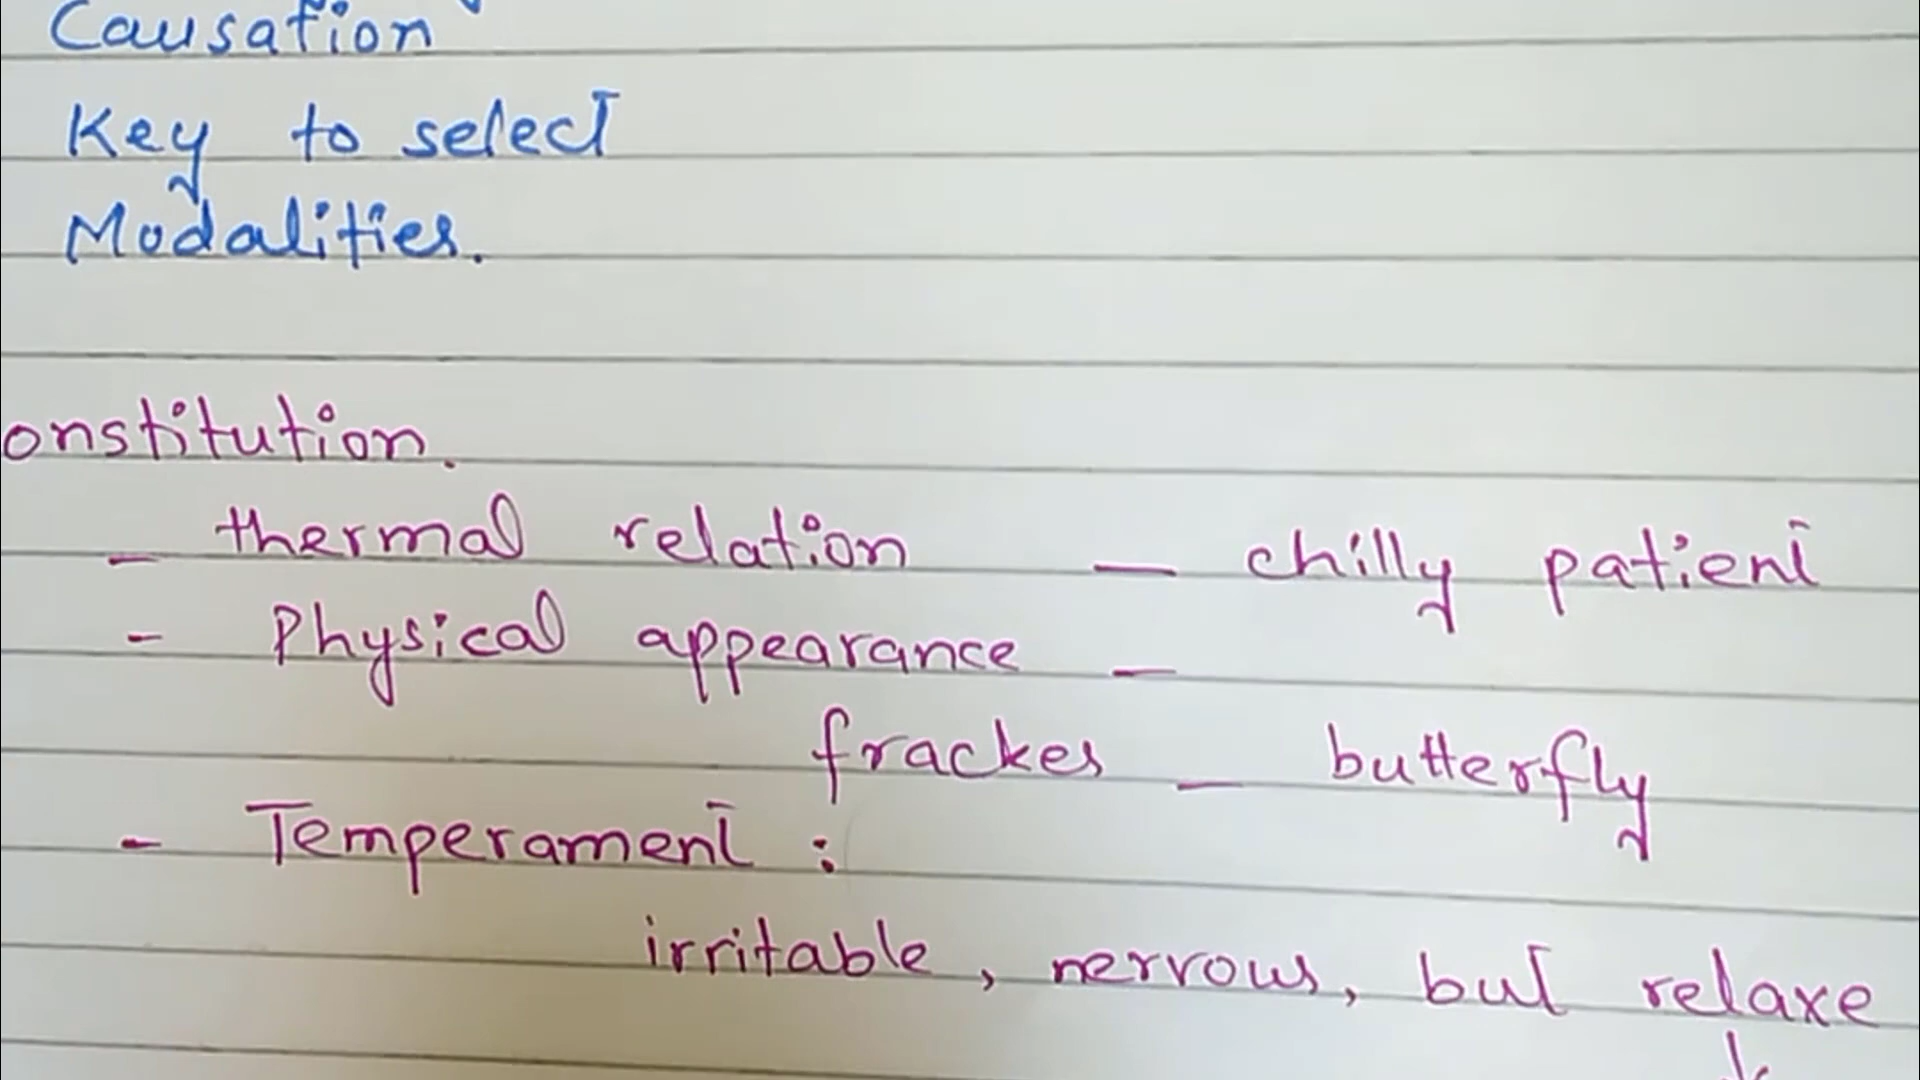 Causation
Key to select
Modalities.
onstitution.
- thermal relation - chilly patient
- Physical appearance -
frackes - butterfly
- Temperament :
irritable, nervous, but relaxe